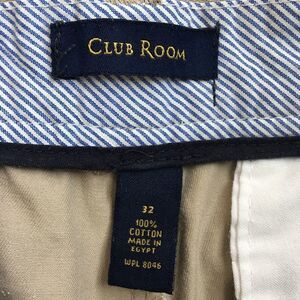 CLUB ROOM
32
100%
COTTON
MADE IN
EGYPT
WPL 8046